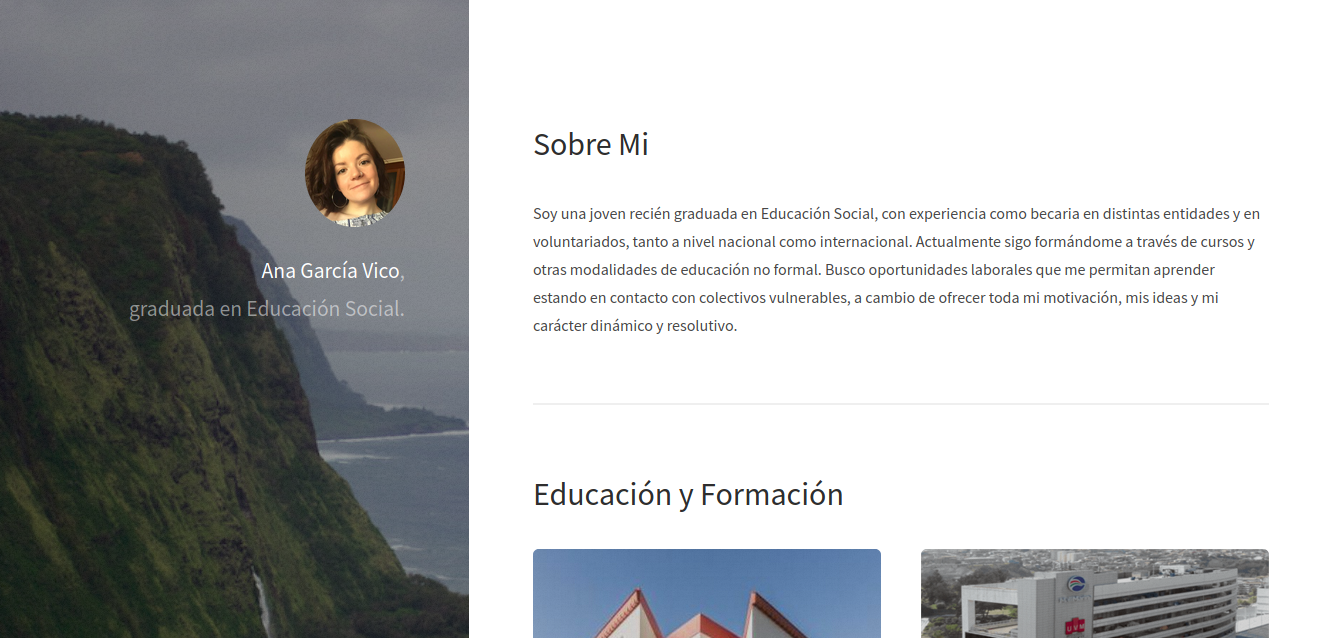 Ana García Vico,
graduada en Educación Social.
Sobre Mi
Soy una joven recién graduada en Educación Social, con experiencia como becaria en distintas entidades y en
voluntariados, tanto a nivel nacional como internacional. Actualmente sigo formándome a través de cursos y
otras modalidades de educación no formal. Busco oportunidades laborales que me permitan aprender
estando en contacto con colectivos vulnerables, a cambio de ofrecer toda mi motivación, mis ideas y mi
carácter dinámico y resolutivo.
Educación y Formación
UVM